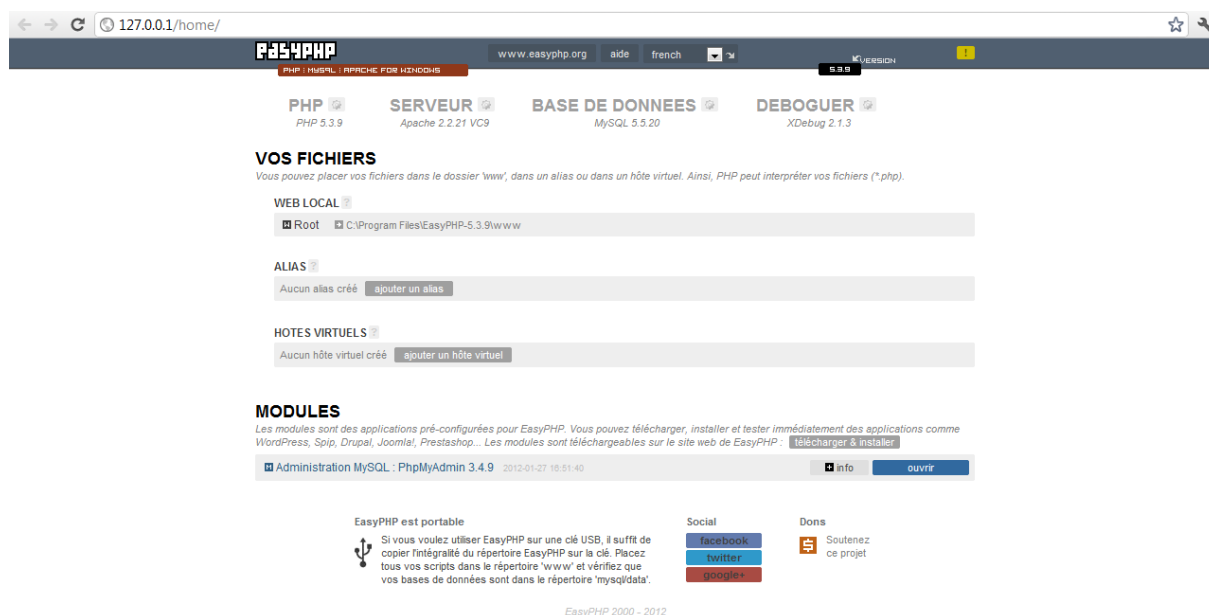 127.0.0.1/home/
EASYPHP
www.easyphp.org aide french VERSION !
PHP : MYSQL : APACHE FOR WINDOWS 5.3.9
PHP SERVEUR BASE DE DONNEES DEBOGUER
PHP 5.3.9 Apache 2.2.21 VC9 MySQL 5.5.20 XDebug 2.1.3
VOS FICHIERS
Vous pouvez placer vos fichiers dans le dossier 'www', dans un alias ou dans un hôte virtuel. Ainsi, PHP peut interpréter vos fichiers (*.php).
WEB LOCAL ?
Root C:\Program Files\EasyPHP-5.3.9\www
ALIAS ?
Aucun alias créé ajouter un alias
HOTES VIRTUELS ?
Aucun hôte virtuel créé ajouter un hôte virtuel
MODULES
Les modules sont des applications pré-configurées pour EasyPHP. Vous pouvez télécharger, installer et tester immédiatement des applications comme
WordPress, Spip, Drupal, Joomla!, Prestashop... Les modules sont téléchargeables sur le site web de EasyPHP : télécharger & installer
Administration MySQL : PhpMyAdmin 3.4.9 2012-01-27 16:51:40 info ouvrir
EasyPHP est portable
Si vous voulez utiliser EasyPHP sur une clé USB, il suffit de
copier l'intégralité du répertoire EasyPHP sur la clé. Placez
tous vos scripts dans le répertoire 'www' et vérifiez que
vos bases de données sont dans le répertoire 'mysql/data'.
Social
facebook
twitter
google+
Dons
Soutenez
ce projet
EasyPHP 2000 - 2012